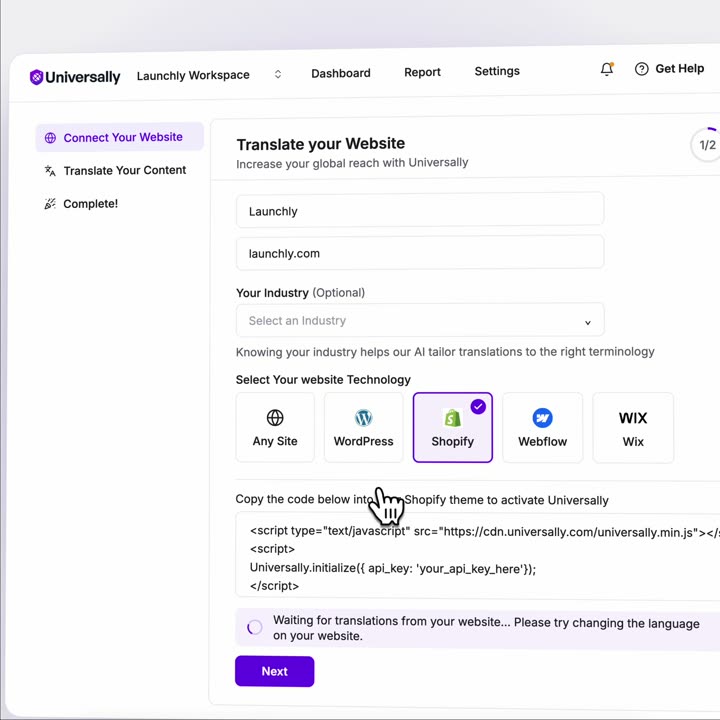 Universally
Launchly Workspace
Dashboard
Report
Settings
Get Help
Connect Your Website
Translate Your Content
Complete!
Translate your Website
Increase your global reach with Universally
1/2
Launchly
launchly.com
Your Industry (Optional)
Select an Industry
Knowing your industry helps our AI tailor translations to the right terminology
Select Your website Technology
Any Site
WordPress
Shopify
Webflow
WIX
Wix
Copy the code below into Shopify theme to activate Universally
<script type="text/javascript" src="https://cdn.universally.com/universally.min.js"></
<script>
Universally.initialize({ api_key: 'your_api_key_here'});
</script>
Waiting for translations from your website... Please try changing the language
on your website.
Next